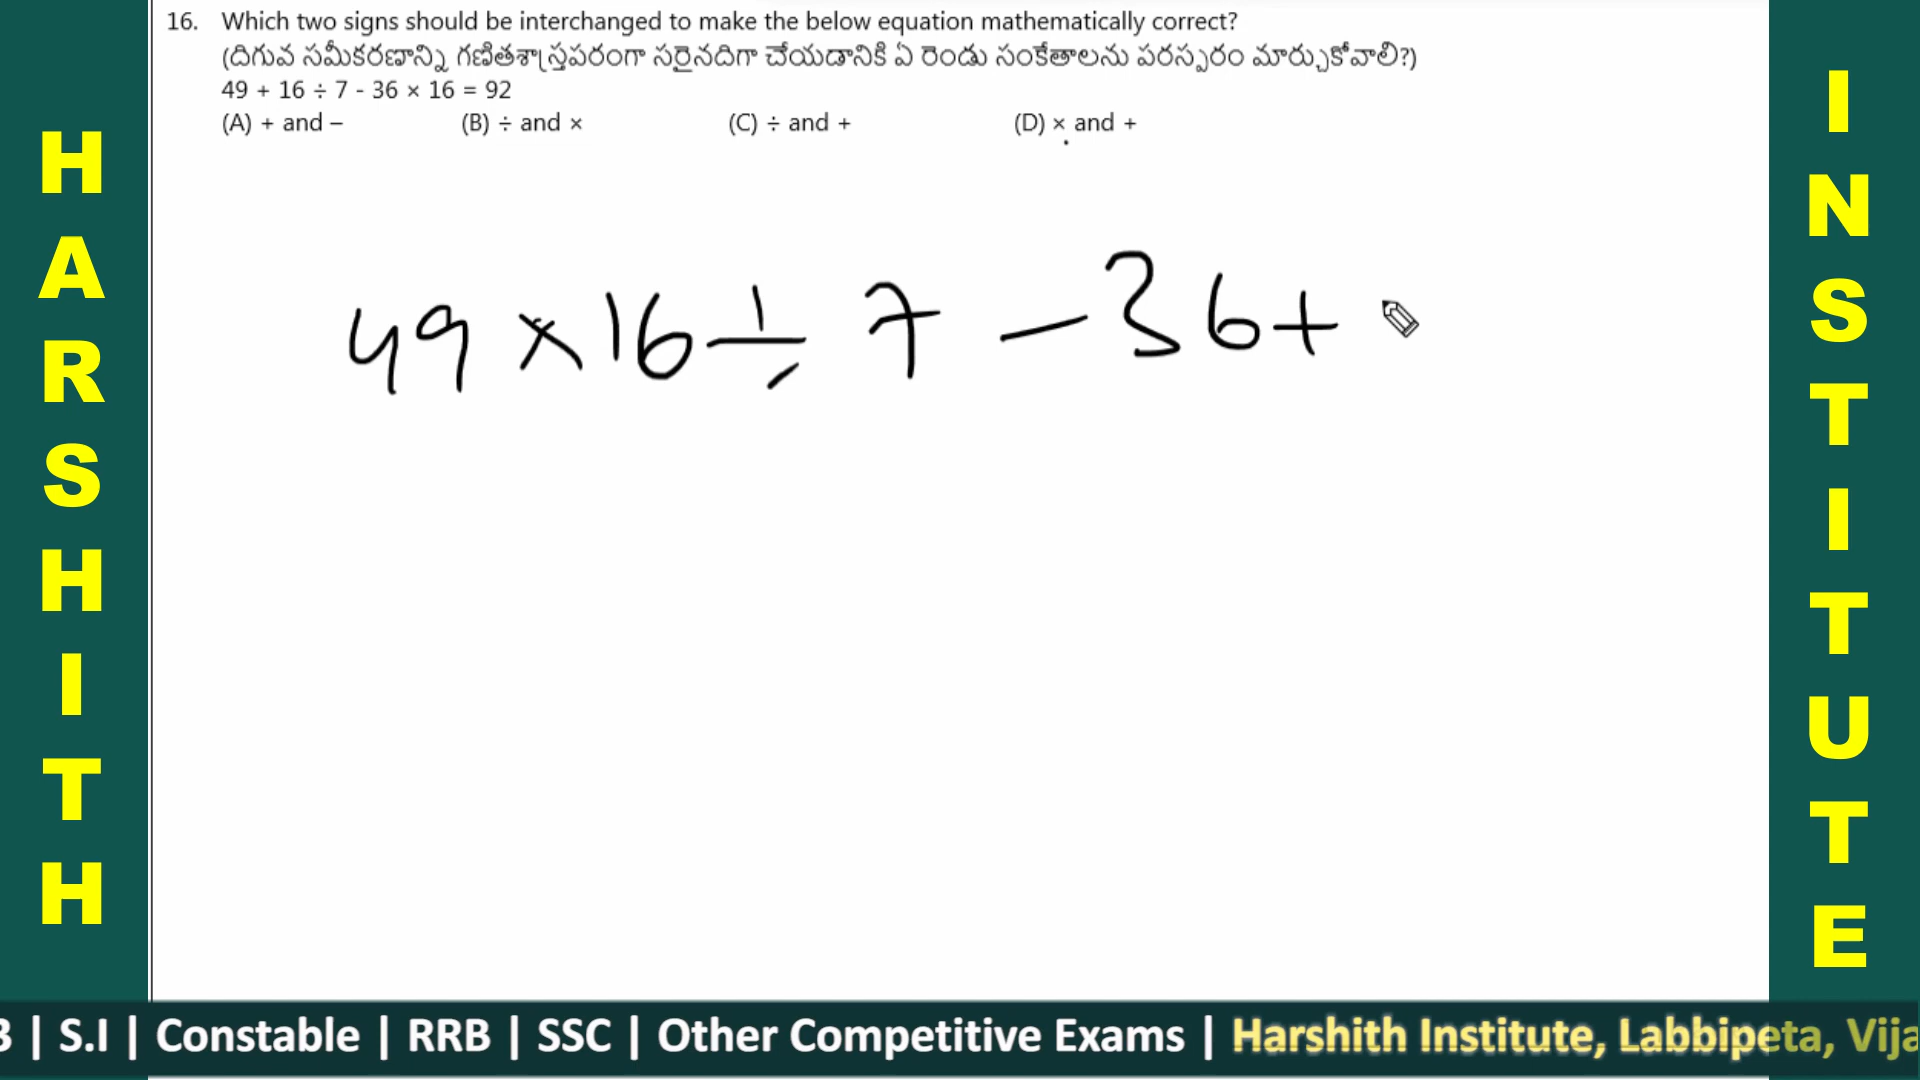 HARSHITH
16. Which two signs should be interchanged to make the below equation mathematically correct?
(దిగువ సమీకరణాన్ని గణితశాస్త్రపరంగా సరైనదిగా చేయడానికి ఏ రెండు సంకేతాలను పరస్పరం మార్చుకోవాలి?)
49 + 16 ÷ 7 - 36 × 16 = 92
(A) + and – (B) ÷ and × (C) ÷ and + (D) × and +
49 × 16 ÷ 7 – 36 +
INSTITUTE
| S.I | Constable | RRB | SSC | Other Competitive Exams | Harshith Institute, Labbipeta,